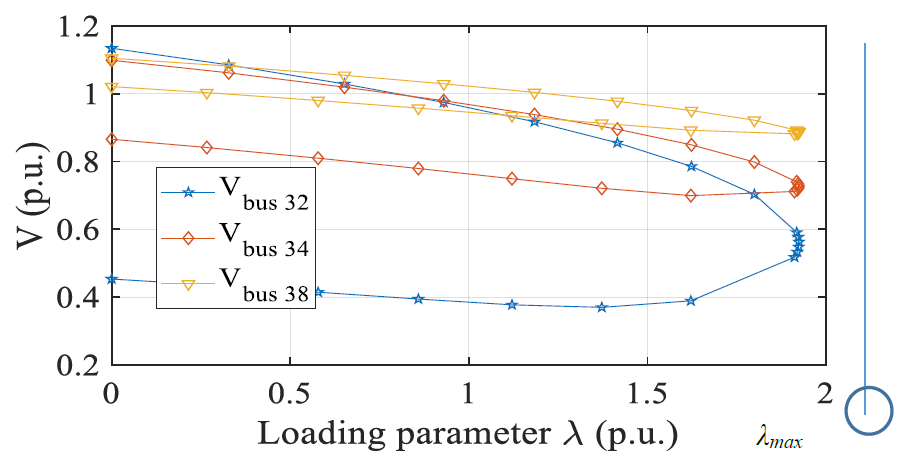 1.2
1
0.8
0.6
0.4
0.2
V (p.u.)
V bus 32
V bus 34
V bus 38
0 0.5 1 1.5 2
Loading parameter λ (p.u.)
λmax